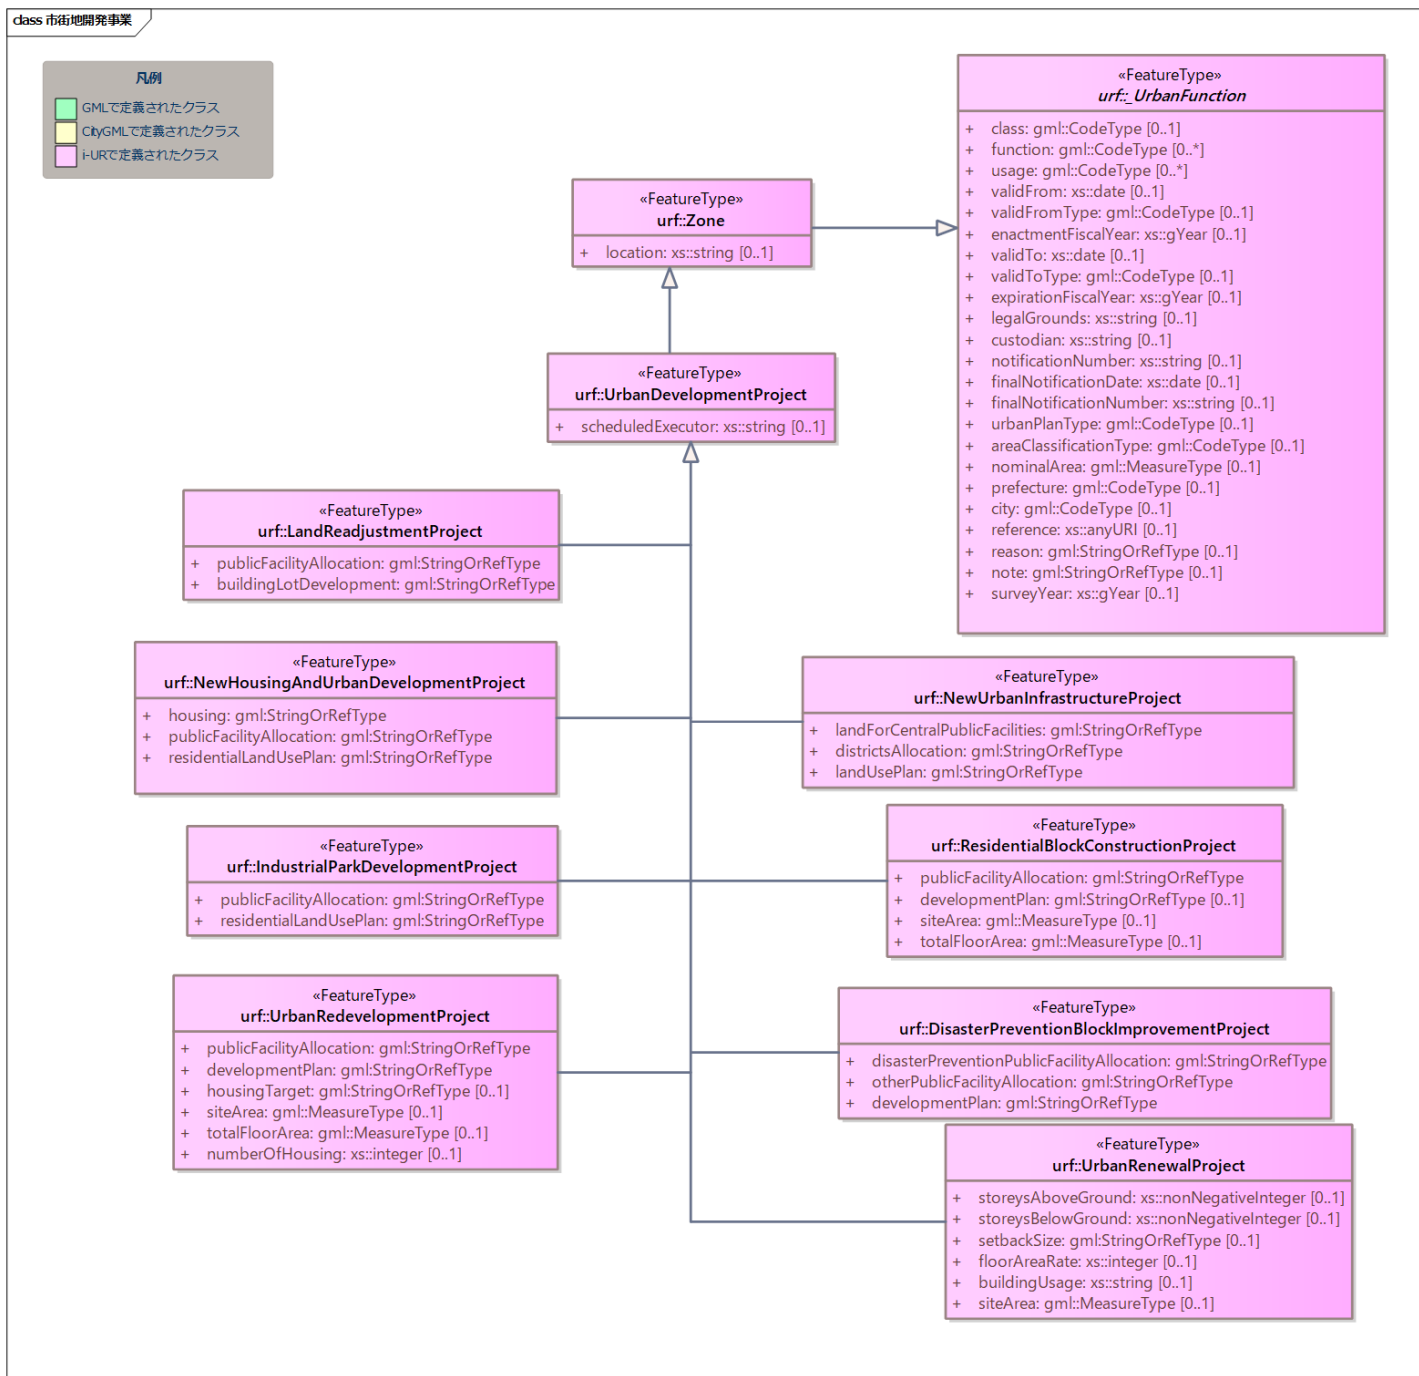 class 市街地開発事業
凡例
GMLで定義されたクラス
CityGMLで定義されたクラス
i-URで定義されたクラス
«FeatureType»
urf::_UrbanFunction
+ class: gml::CodeType [0..1]
+ function: gml::CodeType [0..*]
+ usage: gml::CodeType [0..*]
+ validFrom: xs::date [0..1]
+ validFromType: gml::CodeType [0..1]
+ enactmentFiscalYear: xs::gYear [0..1]
+ validTo: xs::date [0..1]
+ validToType: gml::CodeType [0..1]
+ expirationFiscalYear: xs::gYear [0..1]
+ legalGrounds: xs::string [0..1]
+ custodian: xs::string [0..1]
+ notificationNumber: xs::string [0..1]
+ finalNotificationDate: xs::date [0..1]
+ finalNotificationNumber: xs::string [0..1]
+ urbanPlanType: gml::CodeType [0..1]
+ areaClassificationType: gml::CodeType [0..1]
+ nominalArea: gml::MeasureType [0..1]
+ prefecture: gml::CodeType [0..1]
+ city: gml::CodeType [0..1]
+ reference: xs::anyURI [0..1]
+ reason: gml:StringOrRefType [0..1]
+ note: gml:StringOrRefType [0..1]
+ surveyYear: xs::gYear [0..1]
«FeatureType»
urf::Zone
+ location: xs::string [0..1]
«FeatureType»
urf::UrbanDevelopmentProject
+ scheduledExecutor: xs::string [0..1]
«FeatureType»
urf::LandReadjustmentProject
+ publicFacilityAllocation: gml:StringOrRefType
+ buildingLotDevelopment: gml:StringOrRefType
«FeatureType»
urf::NewHousingAndUrbanDevelopmentProject
+ housing: gml:StringOrRefType
+ publicFacilityAllocation: gml:StringOrRefType
+ residentialLandUsePlan: gml:StringOrRefType
«FeatureType»
urf::NewUrbanInfrastructureProject
+ landForCentralPublicFacilities: gml:StringOrRefType
+ districtsAllocation: gml:StringOrRefType
+ landUsePlan: gml:StringOrRefType
«FeatureType»
urf::IndustrialParkDevelopmentProject
+ publicFacilityAllocation: gml:StringOrRefType
+ residentialLandUsePlan: gml:StringOrRefType
«FeatureType»
urf::ResidentialBlockConstructionProject
+ publicFacilityAllocation: gml:StringOrRefType
+ developmentPlan: gml:StringOrRefType [0..1]
+ siteArea: gml::MeasureType [0..1]
+ totalFloorArea: gml::MeasureType [0..1]
«FeatureType»
urf::UrbanRedevelopmentProject
+ publicFacilityAllocation: gml:StringOrRefType
+ developmentPlan: gml:StringOrRefType
+ housingTarget: gml:StringOrRefType [0..1]
+ siteArea: gml::MeasureType [0..1]
+ totalFloorArea: gml::MeasureType [0..1]
+ numberOfHousing: xs::integer [0..1]
«FeatureType»
urf::DisasterPreventionBlockImprovementProject
+ disasterPreventionPublicFacilityAllocation: gml:StringOrRefType
+ otherPublicFacilityAllocation: gml:StringOrRefType
+ developmentPlan: gml:StringOrRefType
«FeatureType»
urf::UrbanRenewalProject
+ storeysAboveGround: xs::nonNegativeInteger [0..1]
+ storeysBelowGround: xs::nonNegativeInteger [0..1]
+ setbackSize: gml:StringOrRefType [0..1]
+ floorAreaRate: xs::integer [0..1]
+ buildingUsage: xs::string [0..1]
+ siteArea: gml::MeasureType [0..1]